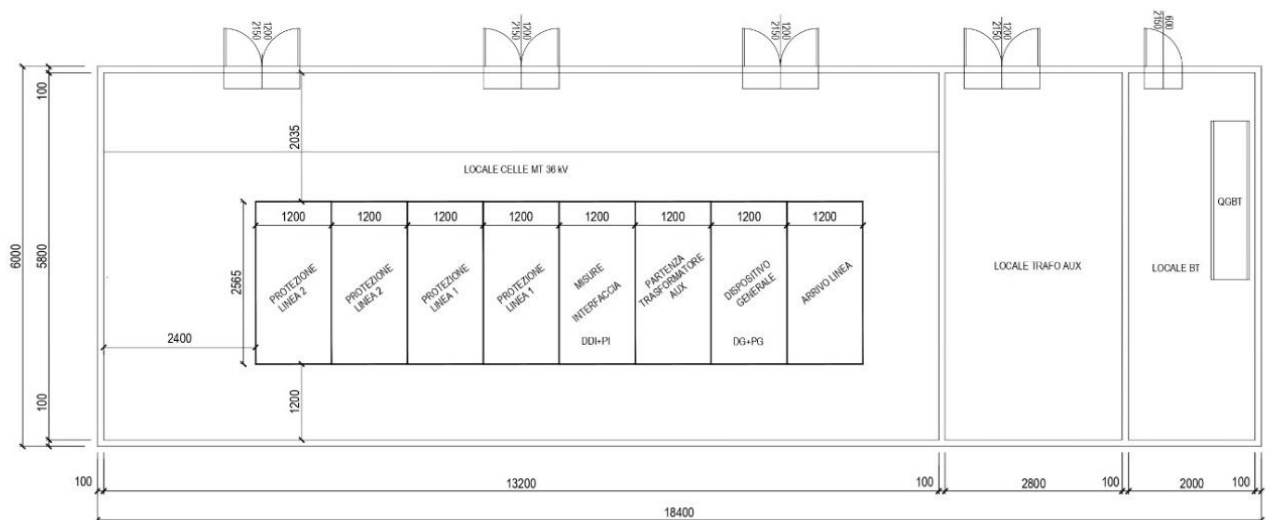 1200
2150
1200
2150
1200
2150
1200
2150
600
2150
6000
5800
100
100
2035
LOCALE CELLE MT 36 kV
1200 1200 1200 1200 1200 1200 1200 1200
2565
PROTEZIONE
LINEA 2
PROTEZIONE
LINEA 2
PROTEZIONE
LINEA 1
PROTEZIONE
LINEA 1
MISURE
INTERFACCIA
DDI+PI
PARTENZA
TRASFORMATORE
AUX
DISPOSITIVO
GENERALE
DG+PG
ARRIVO LINEA
LOCALE TRAFO AUX
LOCALE BT
QGBT
2400
1200
100 13200 100 2800 100 2000 100
18400